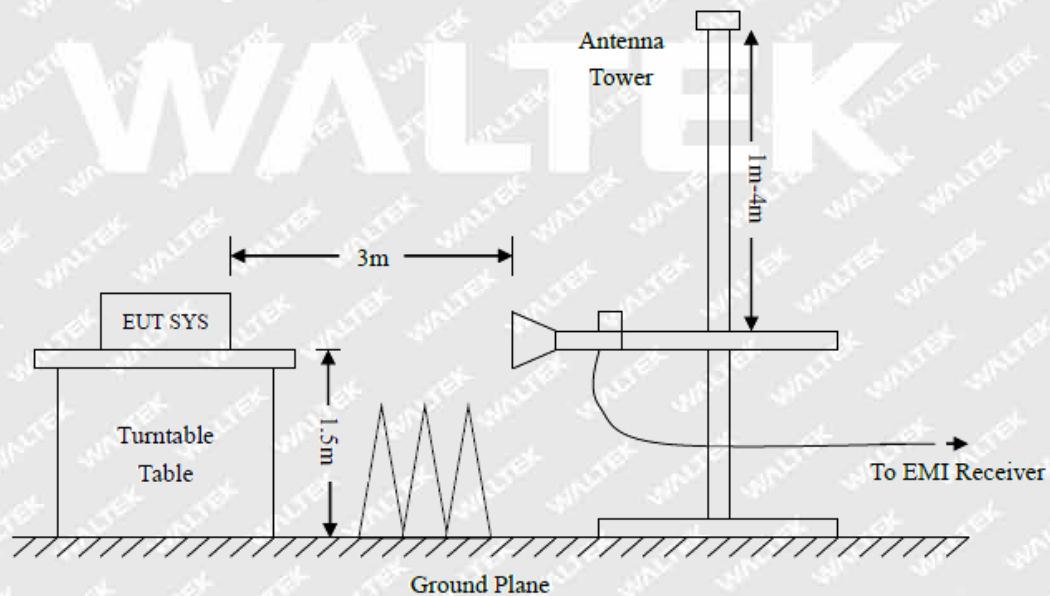 WALTEK
Antenna
Tower
1m-4m
3m
EUT SYS
1.5m
Turntable
Table
To EMI Receiver
Ground Plane